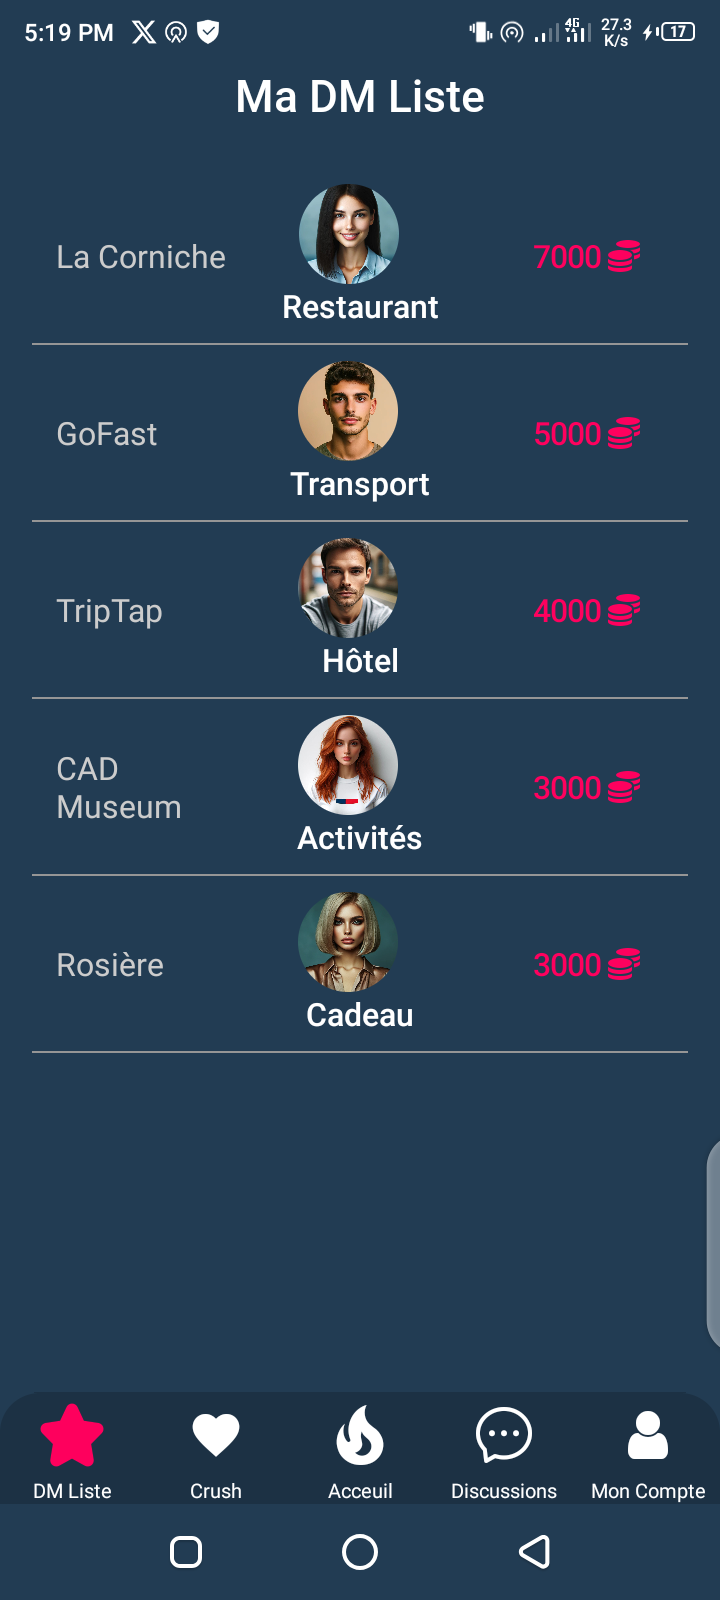 5:19 PM
4G
27.3
K/s
17
Ma DM Liste
La Corniche
Restaurant
7000
GoFast
Transport
5000
TripTap
Hôtel
4000
CAD
Museum
Activités
3000
Rosière
Cadeau
3000
DM Liste
Crush
Acceuil
Discussions
Mon Compte